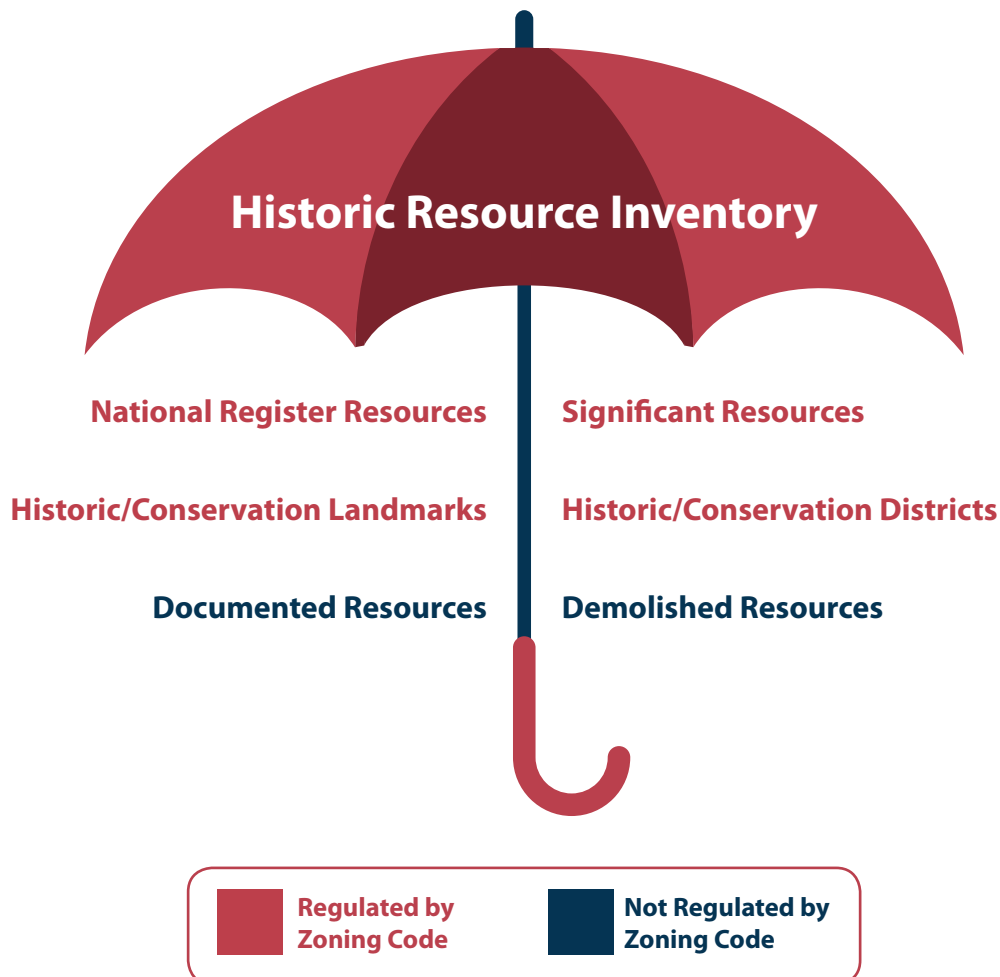 Historic Resource Inventory
National Register Resources
Significant Resources
Historic/Conservation Landmarks
Historic/Conservation Districts
Documented Resources
Demolished Resources
Regulated by
Zoning Code
Not Regulated by
Zoning Code